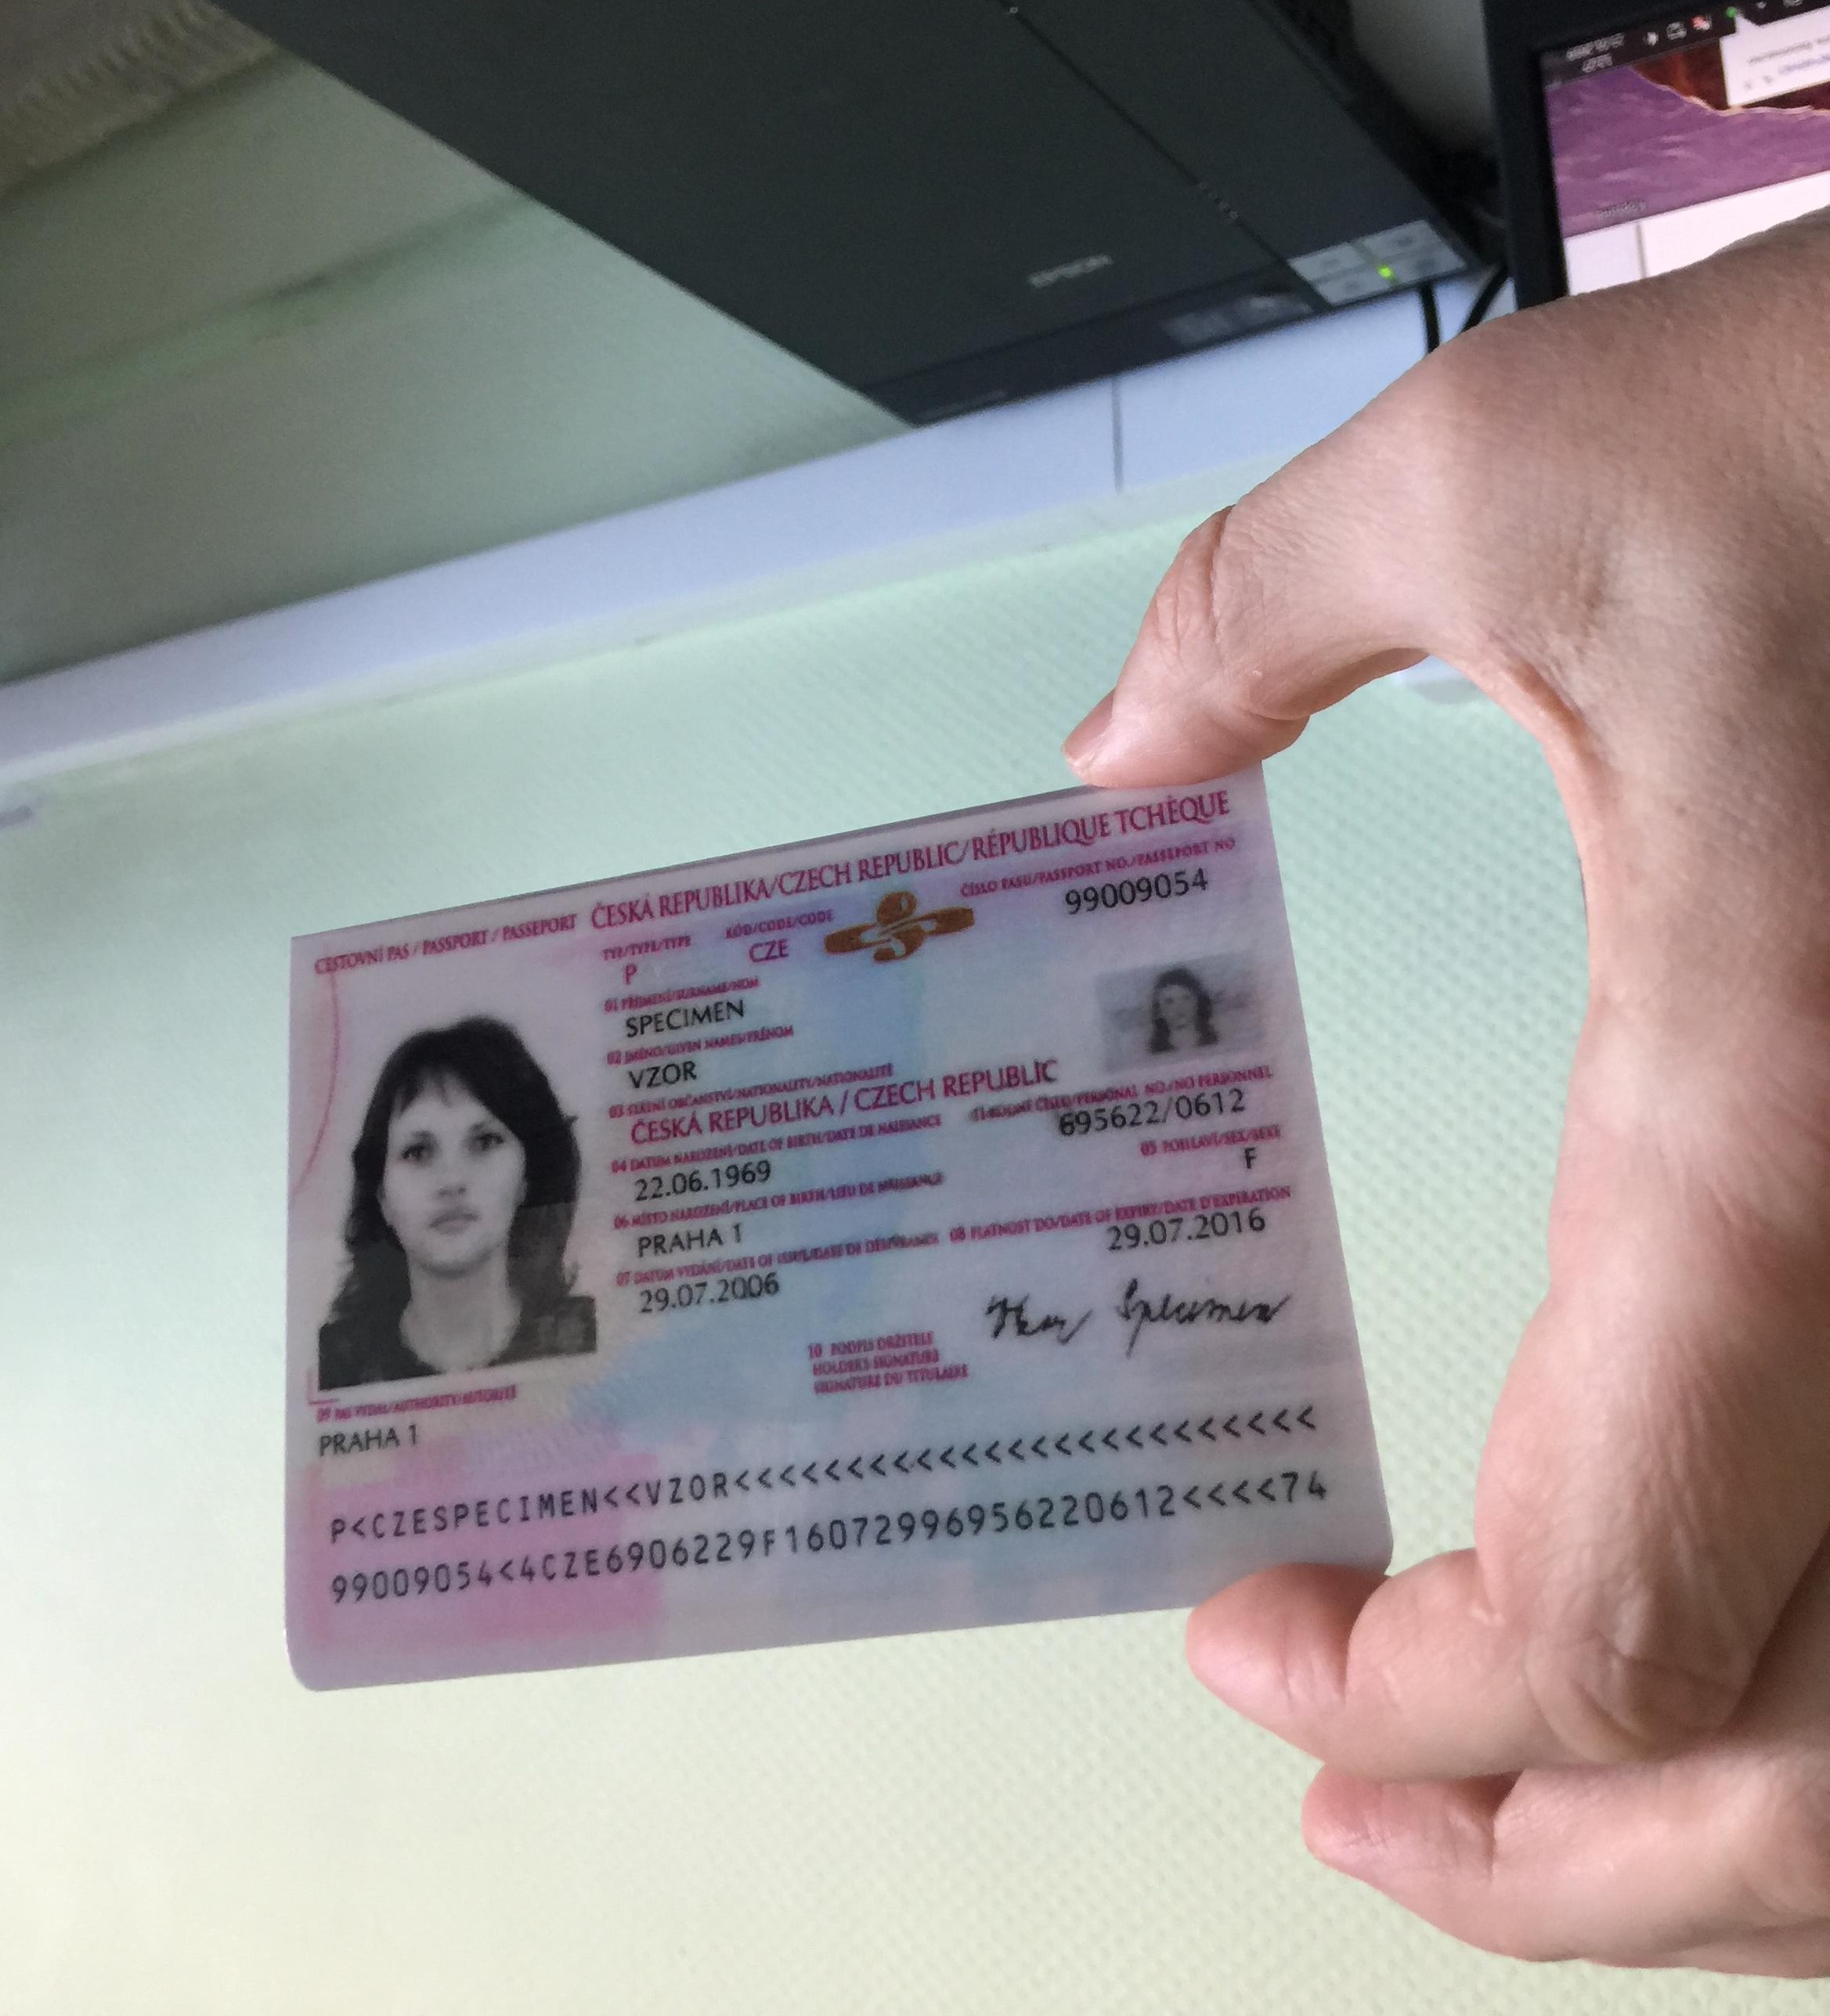 EPSON
CESTOVNÍ PAS / PASSPORT / PASSEPORT ČESKÁ REPUBLIKA/CZECH REPUBLIC/RÉPUBLIQUE TCHÈQUE
TYP/TYPE/TYPE KÓD/CODE/CODE ČÍSLO PASU/PASSPORT NO./PASSEPORT NO
P CZE 99009054
01 PŘÍJMENÍ/SURNAME/NOM
SPECIMEN
02 JMÉNO/GIVEN NAMES/PRÉNOM
VZOR
03 STÁTNÍ OBČANSTVÍ/NATIONALITY/NATIONALITÉ
ČESKÁ REPUBLIKA / CZECH REPUBLIC
04 DATUM NAROZENÍ/DATE OF BIRTH/DATE DE NAISSANCE 11 RODNÉ ČÍSLO/PERSONAL NO./NO PERSONNEL
22.06.1969 695622/0612
06 MÍSTO NAROZENÍ/PLACE OF BIRTH/LIEU DE NAISSANCE 05 POHLAVÍ/SEX/SEXE
PRAHA 1 F
07 DATUM VYDÁNÍ/DATE OF ISSUE/DATE DE DÉLIVRANCE 08 PLATNOST DO/DATE OF EXPIRY/DATE D'EXPIRATION
29.07.2006 29.07.2016
10 PODPIS DRŽITELE
HOLDER'S SIGNATURE
SIGNATURE DU TITULAIRE
Specimen
09 PAS VYDAL/AUTHORITY/AUTORITÉ
PRAHA 1
P<CZESPECIMEN<<VZOR<<<<<<<<<<<<<<<<<<<<<<<<<
99009054<4CZE6906229F16072996956220612<<<<74